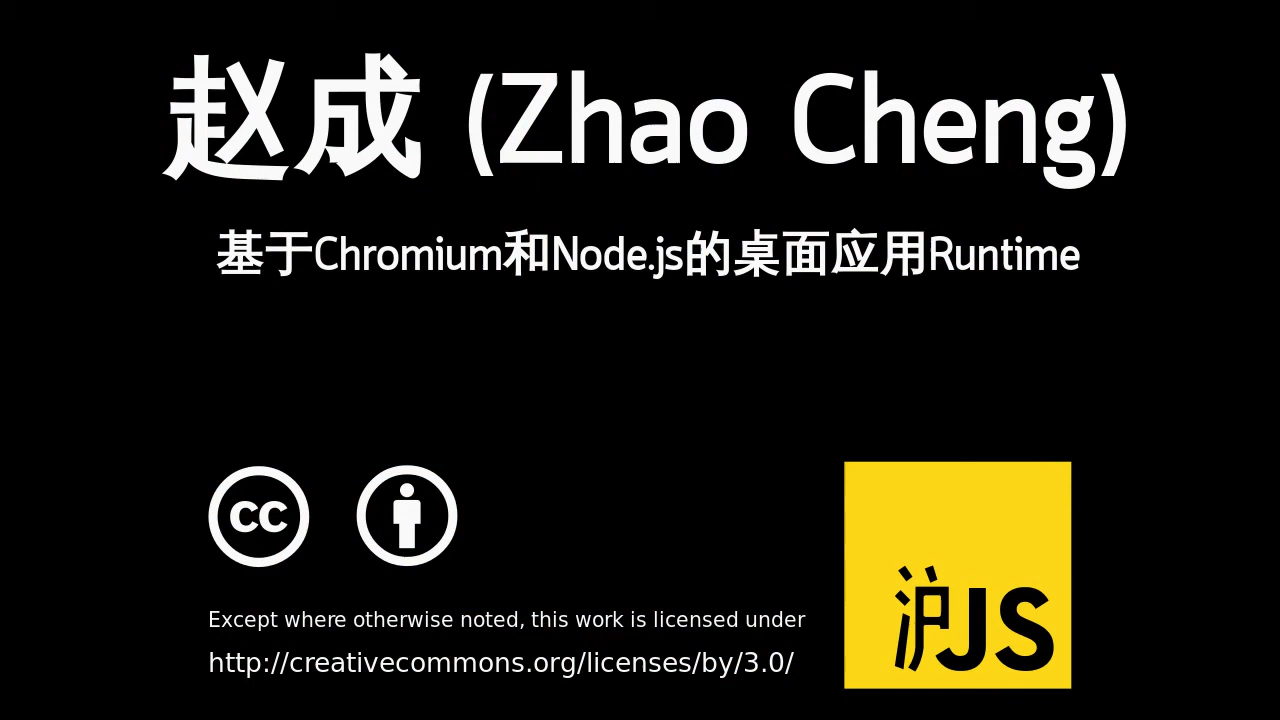 赵成 (Zhao Cheng)
基于Chromium和Node.js的桌面应用Runtime
cc
Except where otherwise noted, this work is licensed under
http://creativecommons.org/licenses/by/3.0/
沪JS